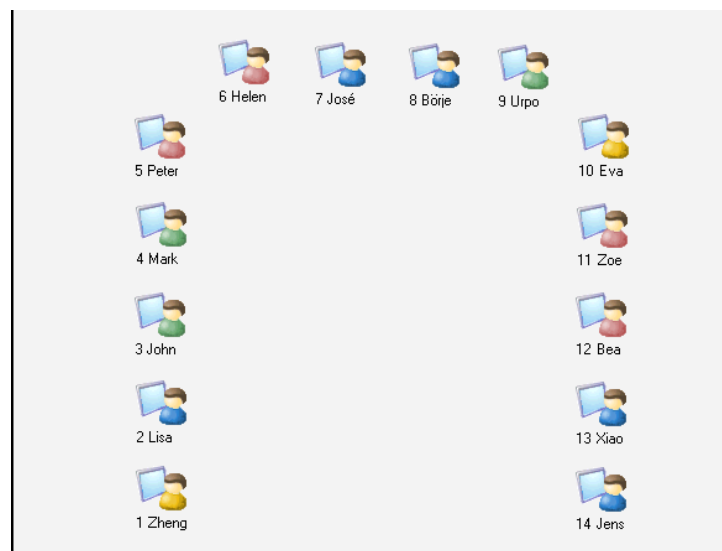 6 Helen 7 José 8 Börje 9 Urpo
5 Peter 10 Eva
4 Mark 11 Zoe
3 John 12 Bea
2 Lisa 13 Xiao
1 Zheng 14 Jens